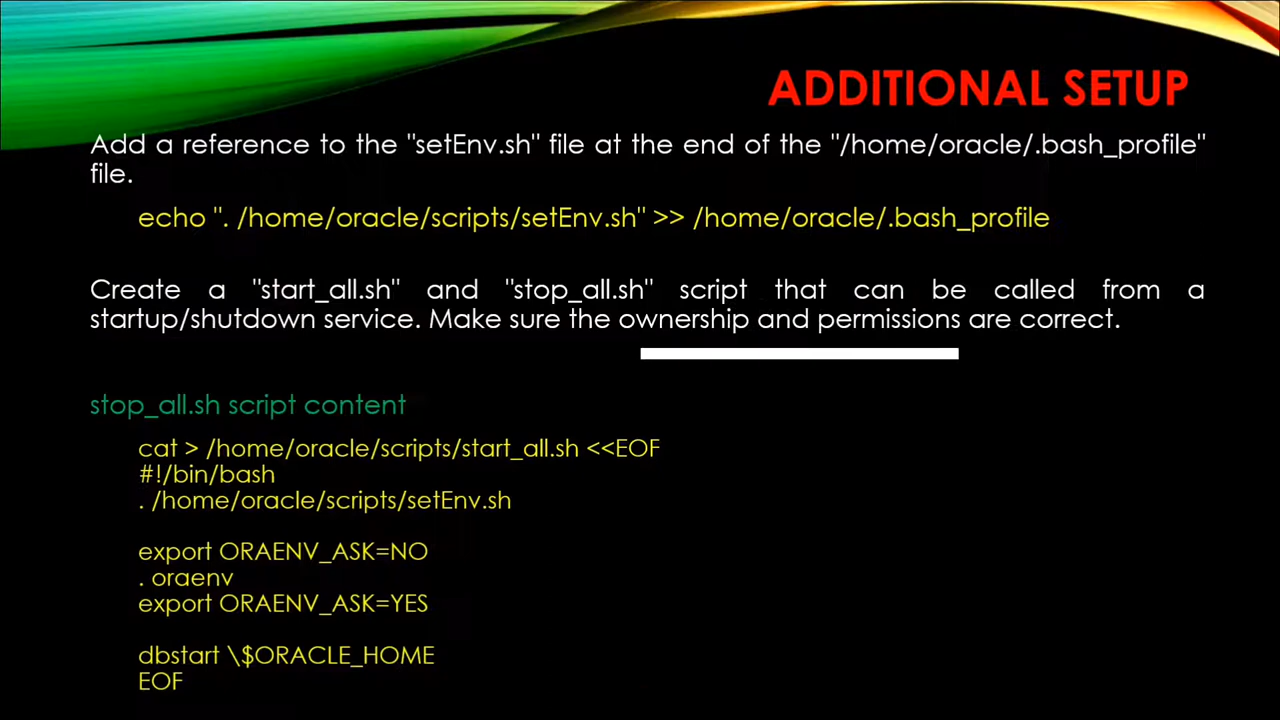 ADDITIONAL SETUP
Add a reference to the "setEnv.sh" file at the end of the "/home/oracle/.bash_profile"
file.
echo ". /home/oracle/scripts/setEnv.sh" >> /home/oracle/.bash_profile
Create a "start_all.sh" and "stop_all.sh" script that can be called from a
startup/shutdown service. Make sure the ownership and permissions are correct.
stop_all.sh script content
cat > /home/oracle/scripts/start_all.sh <<EOF
#!/bin/bash
. /home/oracle/scripts/setEnv.sh
export ORAENV_ASK=NO
. oraenv
export ORAENV_ASK=YES
dbstart \$ORACLE_HOME
EOF